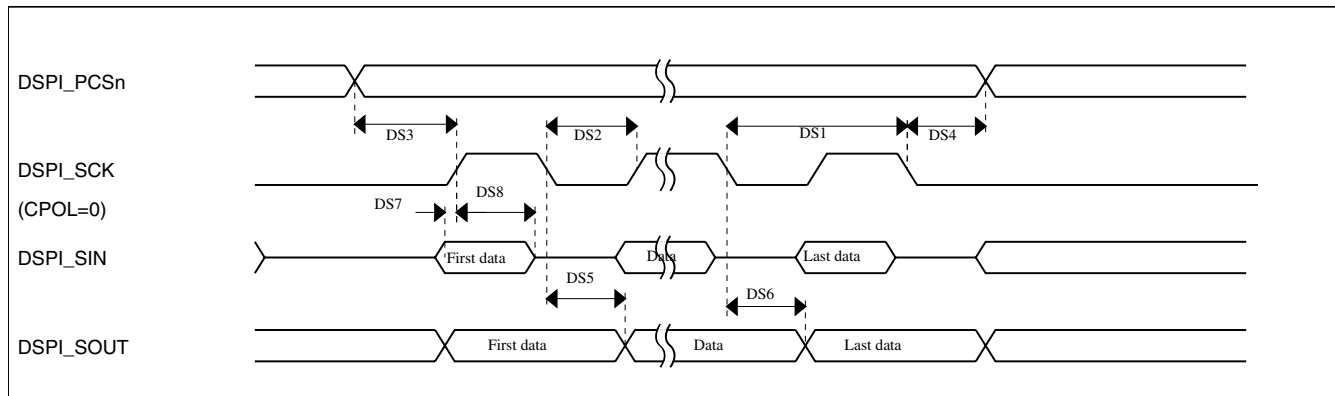 DSPI_PCSn
DS3
DS2
DS1
DS4
DSPI_SCK
(CPOL=0)
DS7
DS8
DSPI_SIN
First data
Data
Last data
DS5
DS6
DSPI_SOUT
First data
Data
Last data